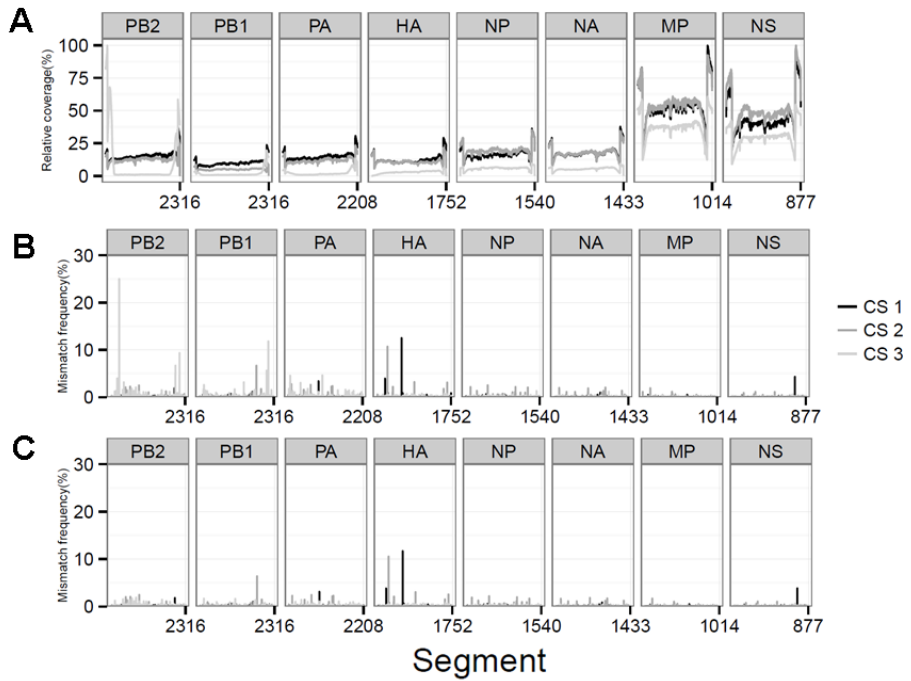 A
PB2 PB1 PA HA NP NA MP NS
Relative coverage(%)
100
75
50
25
0
2316 2316 2208 1752 1540 1433 1014 877
B
PB2 PB1 PA HA NP NA MP NS
Mismatch frequency(%)
30
20
10
0
2316 2316 2208 1752 1540 1433 1014 877
CS 1
CS 2
CS 3
C
PB2 PB1 PA HA NP NA MP NS
Mismatch frequency(%)
30
20
10
0
2316 2316 2208 1752 1540 1433 1014 877
Segment